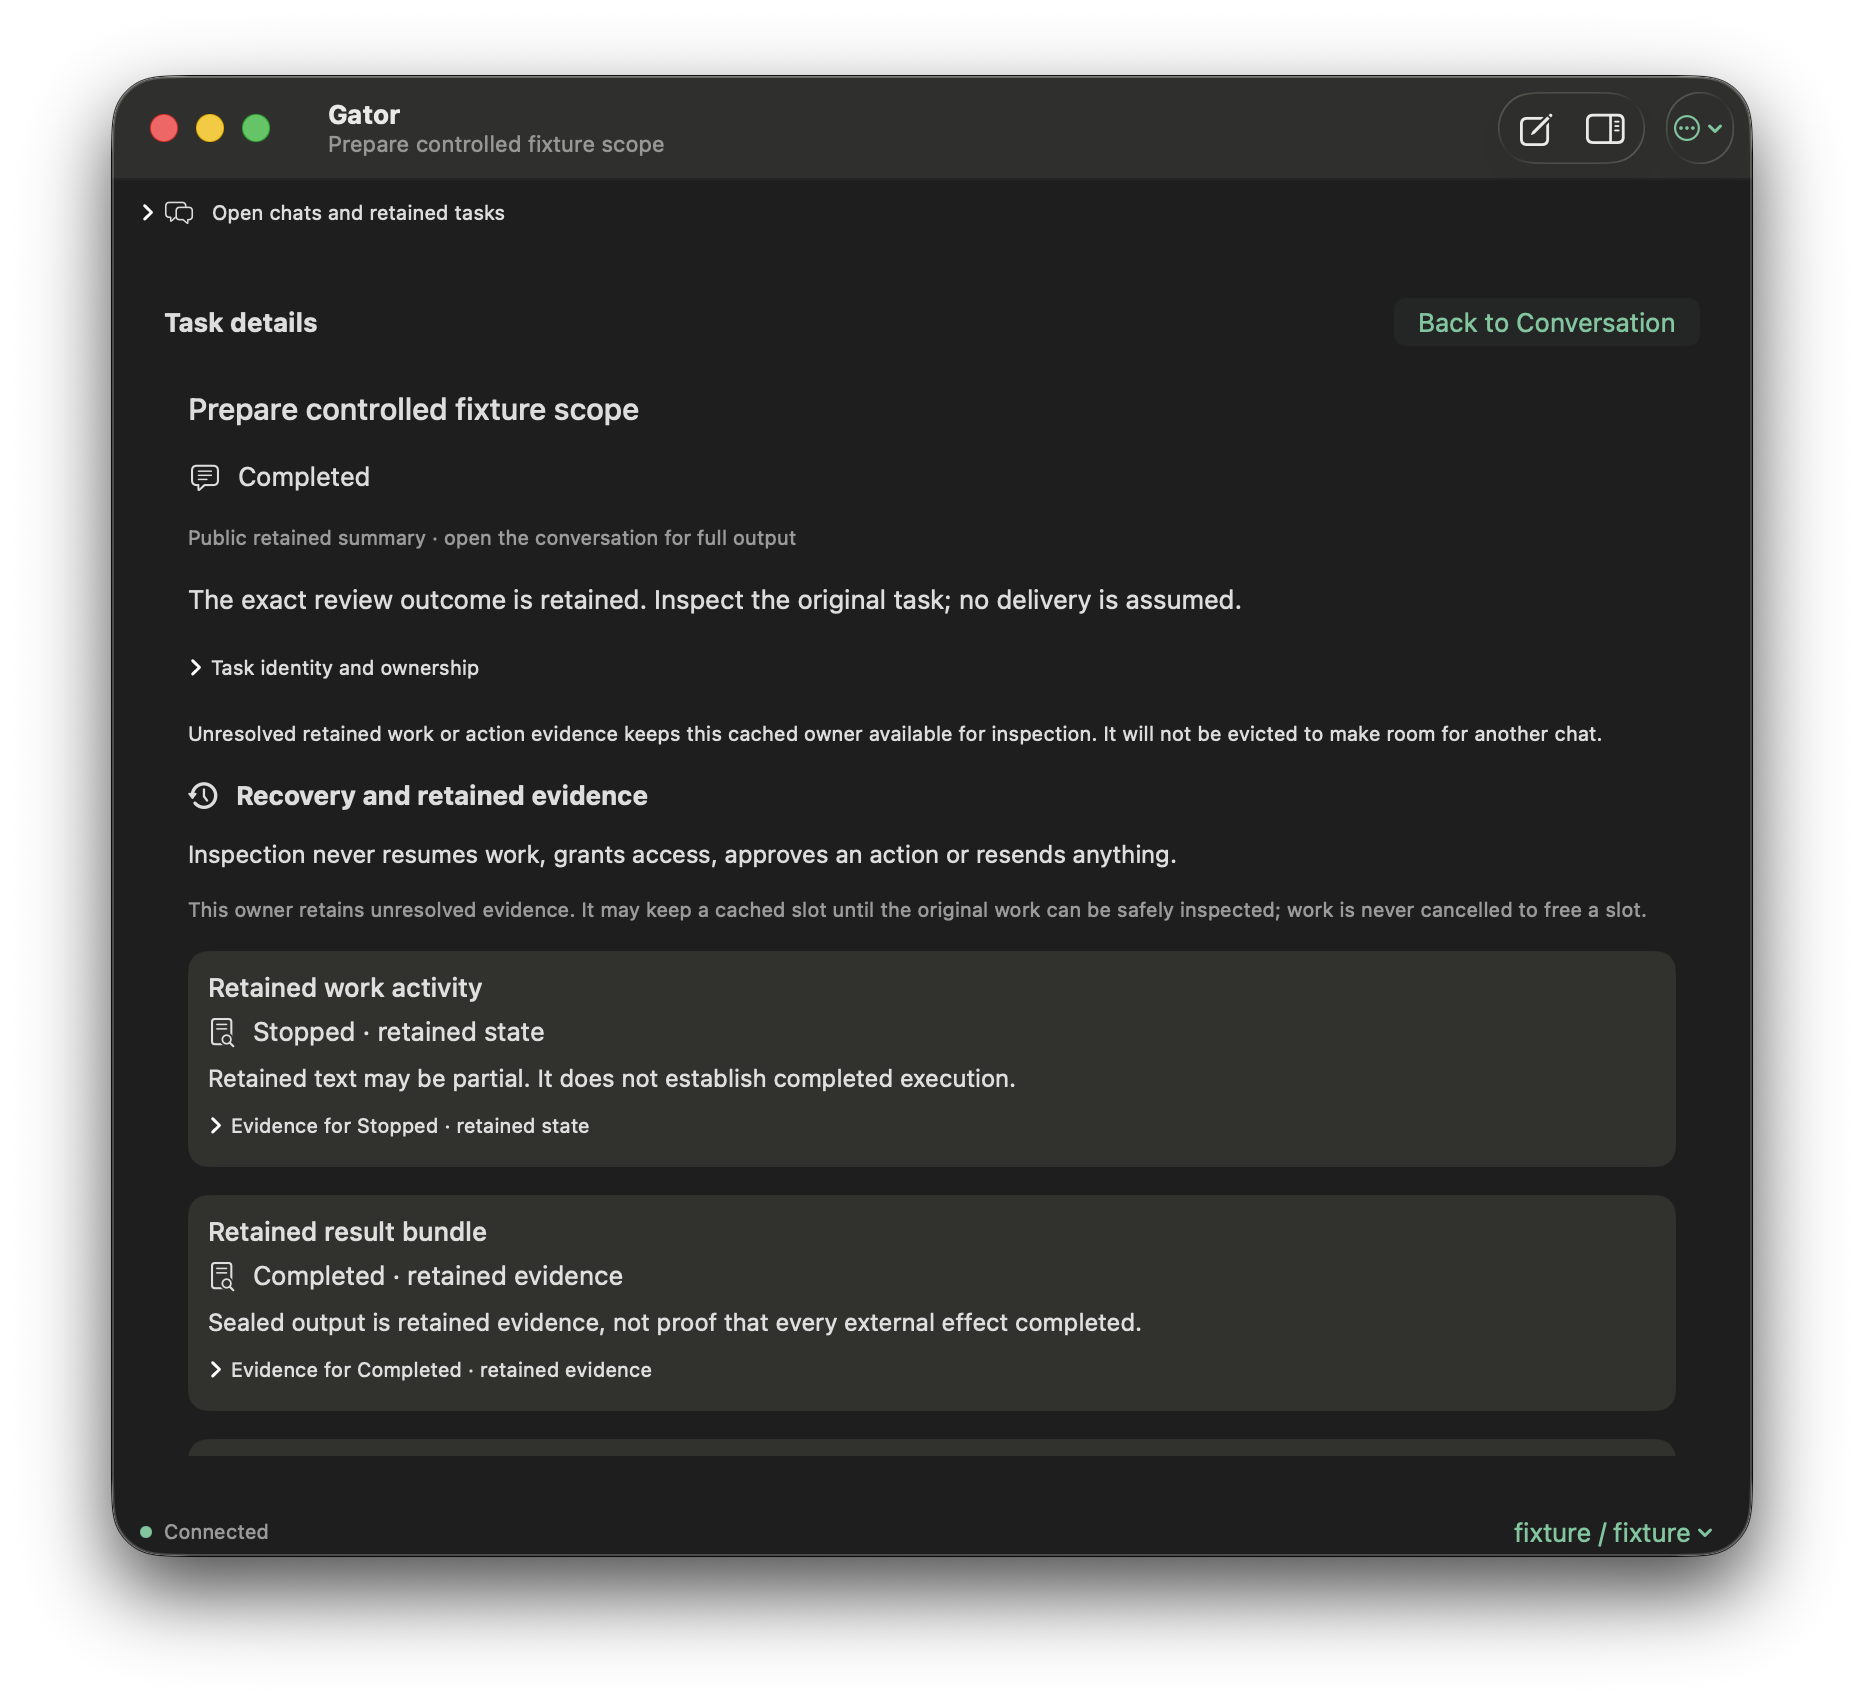 Gator
Prepare controlled fixture scope
Open chats and retained tasks
Task details
Back to Conversation
Prepare controlled fixture scope
Completed
Public retained summary · open the conversation for full output
The exact review outcome is retained. Inspect the original task; no delivery is assumed.
Task identity and ownership
Unresolved retained work or action evidence keeps this cached owner available for inspection. It will not be evicted to make room for another chat.
Recovery and retained evidence
Inspection never resumes work, grants access, approves an action or resends anything.
This owner retains unresolved evidence. It may keep a cached slot until the original work can be safely inspected; work is never cancelled to free a slot.
Retained work activity
Stopped · retained state
Retained text may be partial. It does not establish completed execution.
Evidence for Stopped · retained state
Retained result bundle
Completed · retained evidence
Sealed output is retained evidence, not proof that every external effect completed.
Evidence for Completed · retained evidence
Connected
fixture / fixture